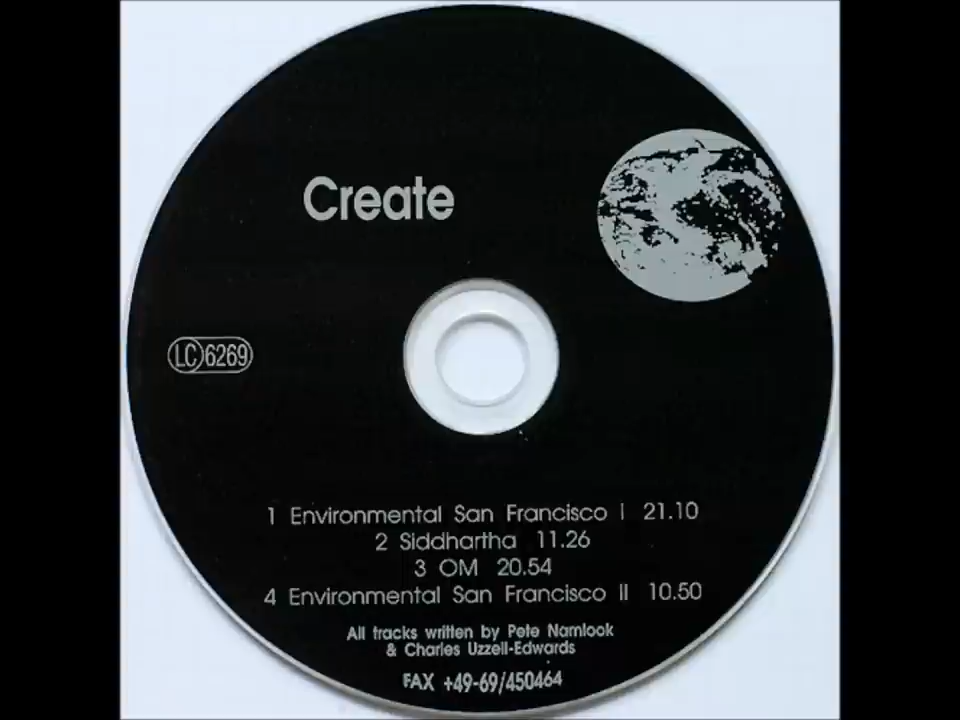 Create
LC 6269
1 Environmental San Francisco I 21.10
2 Siddhartha 11.26
3 OM 20.54
4 Environmental San Francisco II 10.50
All tracks written by Pete Namlook
& Charles Uzzell-Edwards
FAX +49-69/450464